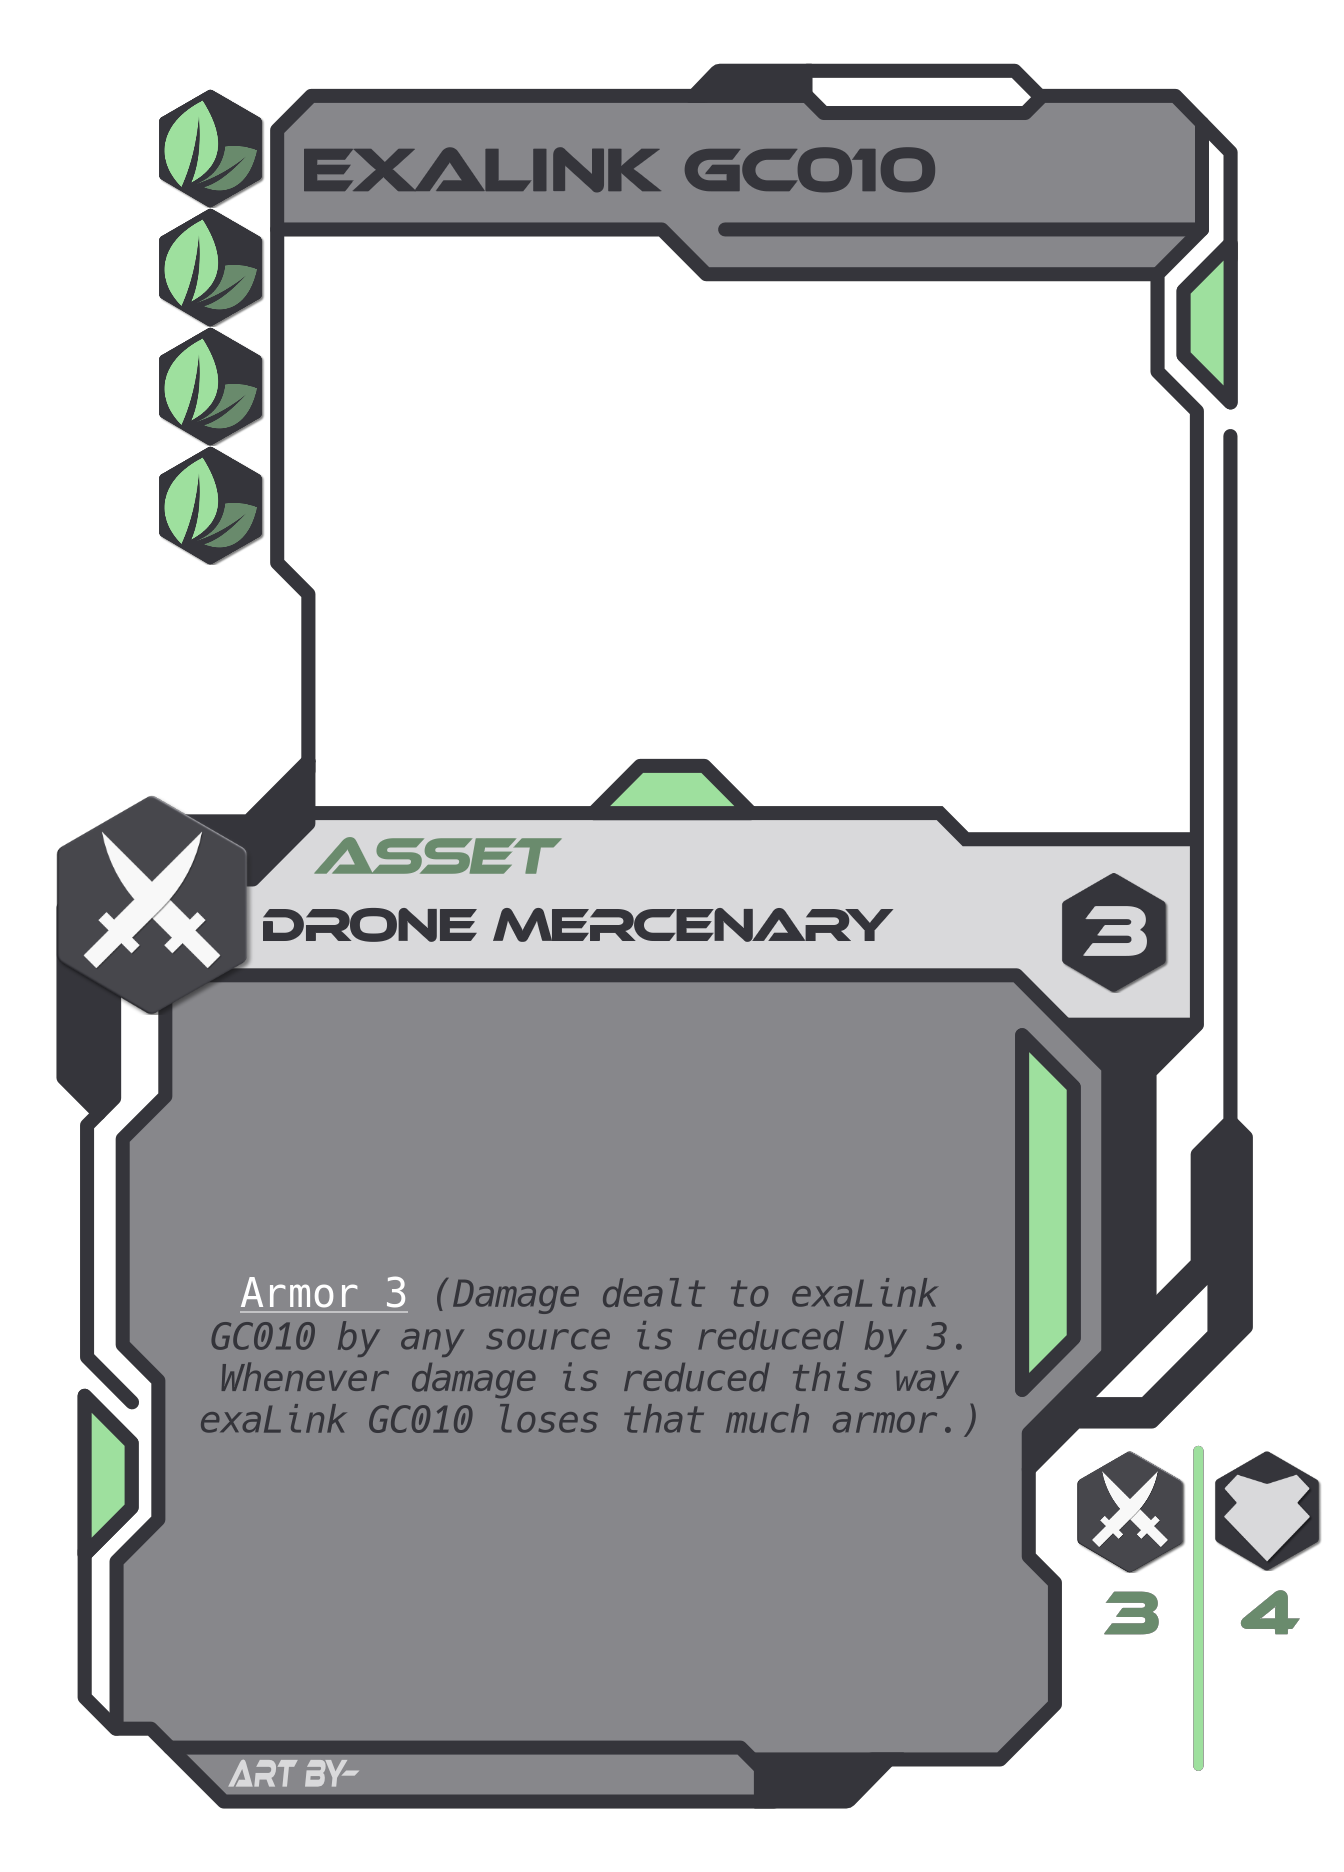 EXALINK GC010
ASSET
DRONE MERCENARY
3
Armor 3 (Damage dealt to exaLink
GC010 by any source is reduced by 3.
Whenever damage is reduced this way
exaLink GC010 loses that much armor.)
3 4
ART BY-